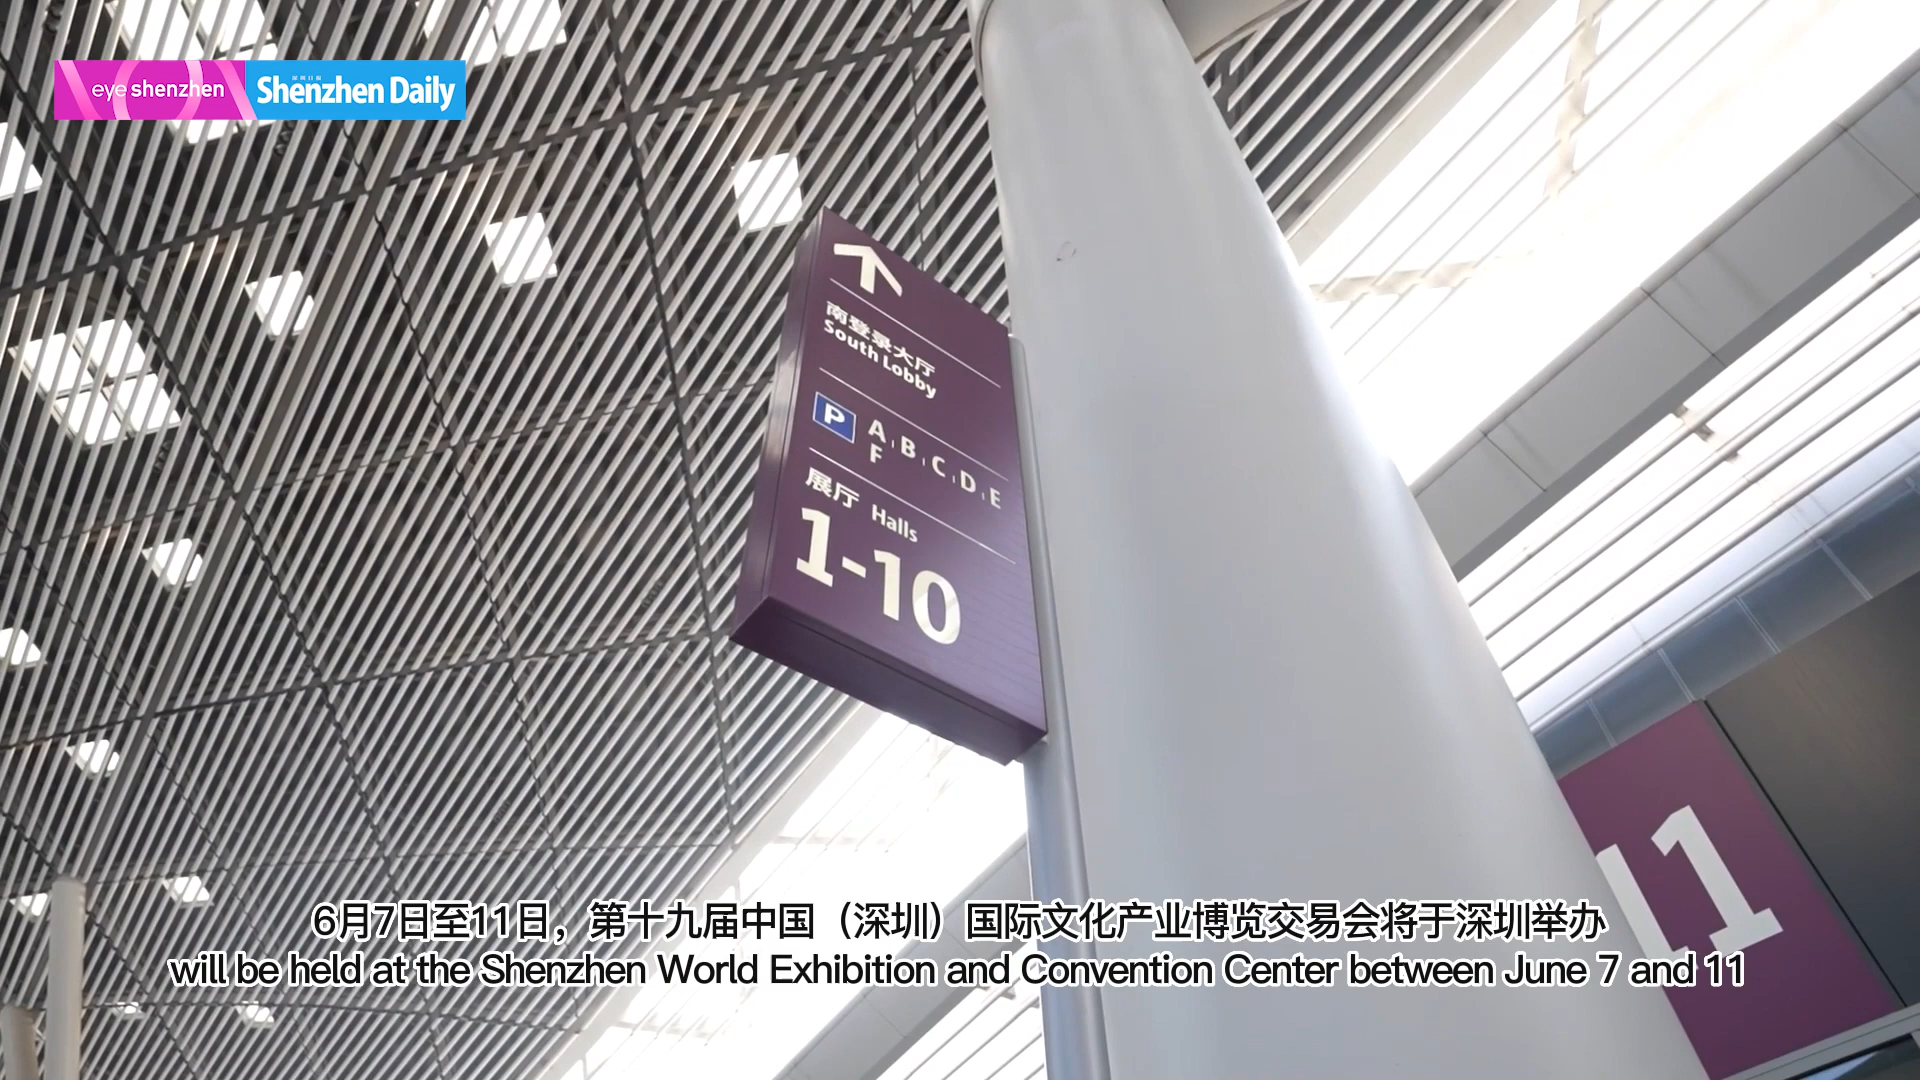 eye shenzhen
Shenzhen Daily
南登录大厅
South Lobby
P
A, B, C, D, E
F
展厅 Halls
1-10
11
6月7日至11日，第十九届中国（深圳）国际文化产业博览交易会将于深圳举办
will be held at the Shenzhen World Exhibition and Convention Center between June 7 and 11